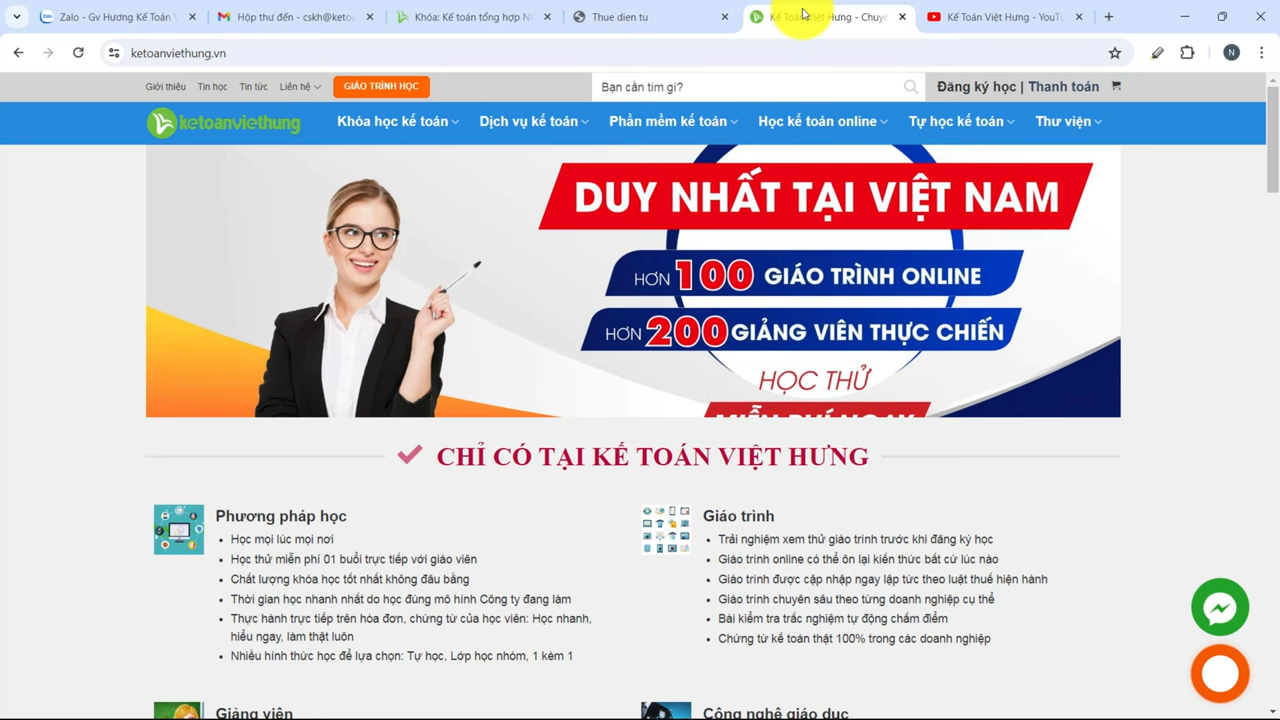 Zalo - Gv Hương Kế Toán V
Hộp thư đến - cskh@keto
Khóa: Kế toán tổng hợp N
Thue dien tu
Kế Toán Việt Hưng - Chuyê
Kế Toán Việt Hưng - YouTu
ketoanviethung.vn
N
Giới thiệu Tin học Tin tức Liên hệ GIÁO TRÌNH HỌC Bạn cần tìm gì? Đăng ký học | Thanh toán
ketoanviethung Khóa học kế toán Dịch vụ kế toán Phần mềm kế toán Học kế toán online Tự học kế toán Thư viện
DUY NHẤT TẠI VIỆT NAM
HƠN 100 GIÁO TRÌNH ONLINE
HƠN 200 GIẢNG VIÊN THỰC CHIẾN
HỌC THỬ
MIỄN PHÍ NGAY
CHỈ CÓ TẠI KẾ TOÁN VIỆT HƯNG
Phương pháp học
Học mọi lúc mọi nơi
Học thử miễn phí 01 buổi trực tiếp với giáo viên
Chất lượng khóa học tốt nhất không đâu bằng
Thời gian học nhanh nhất do học đúng mô hình Công ty đang làm
Thực hành trực tiếp trên hóa đơn, chứng từ của học viên: Học nhanh,
hiểu ngay, làm thật luôn
Nhiều hình thức học để lựa chọn: Tự học, Lớp học nhóm, 1 kèm 1
Giáo trình
Trải nghiệm xem thử giáo trình trước khi đăng ký học
Giáo trình online có thể ôn lại kiến thức bất cứ lúc nào
Giáo trình được cập nhập ngay lập tức theo luật thuế hiện hành
Giáo trình chuyên sâu theo từng doanh nghiệp cụ thể
Bài kiểm tra trắc nghiệm tự động chấm điểm
Chứng từ kế toán thật 100% trong các doanh nghiệp
Giảng viên
Công nghệ giáo dục